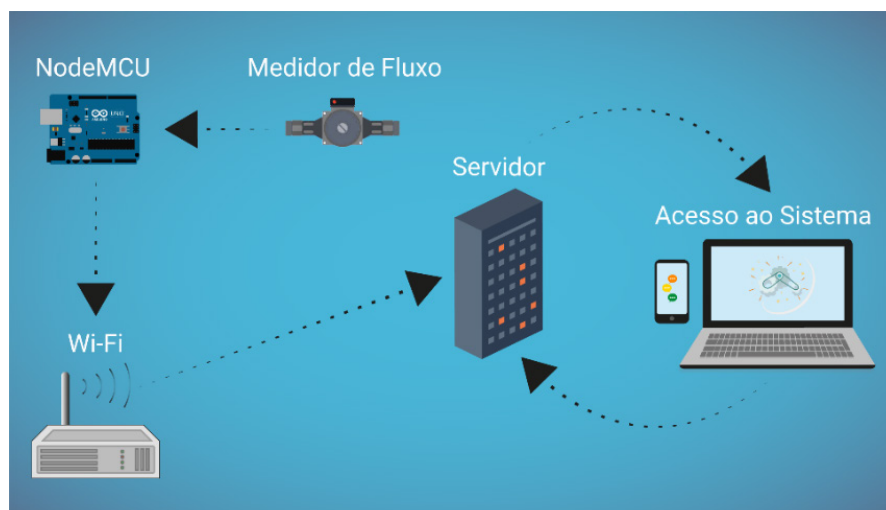 NodeMCU
Medidor de Fluxo
Servidor
Acesso ao Sistema
Wi-Fi